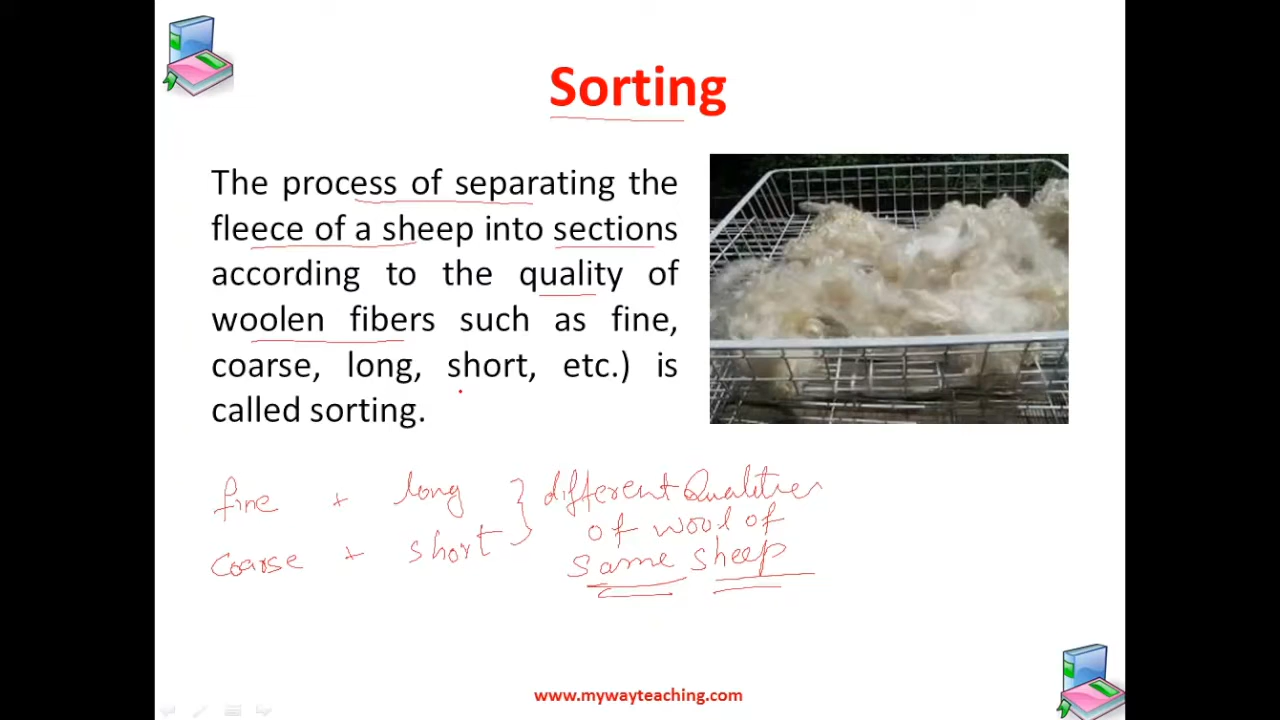 Sorting
The process of separating the
fleece of a sheep into sections
according to the quality of
woolen fibers such as fine,
coarse, long, short, etc.) is
called sorting.
fine + long } different Qualities
of wool of
coarse + short
same sheep
www.mywayteaching.com